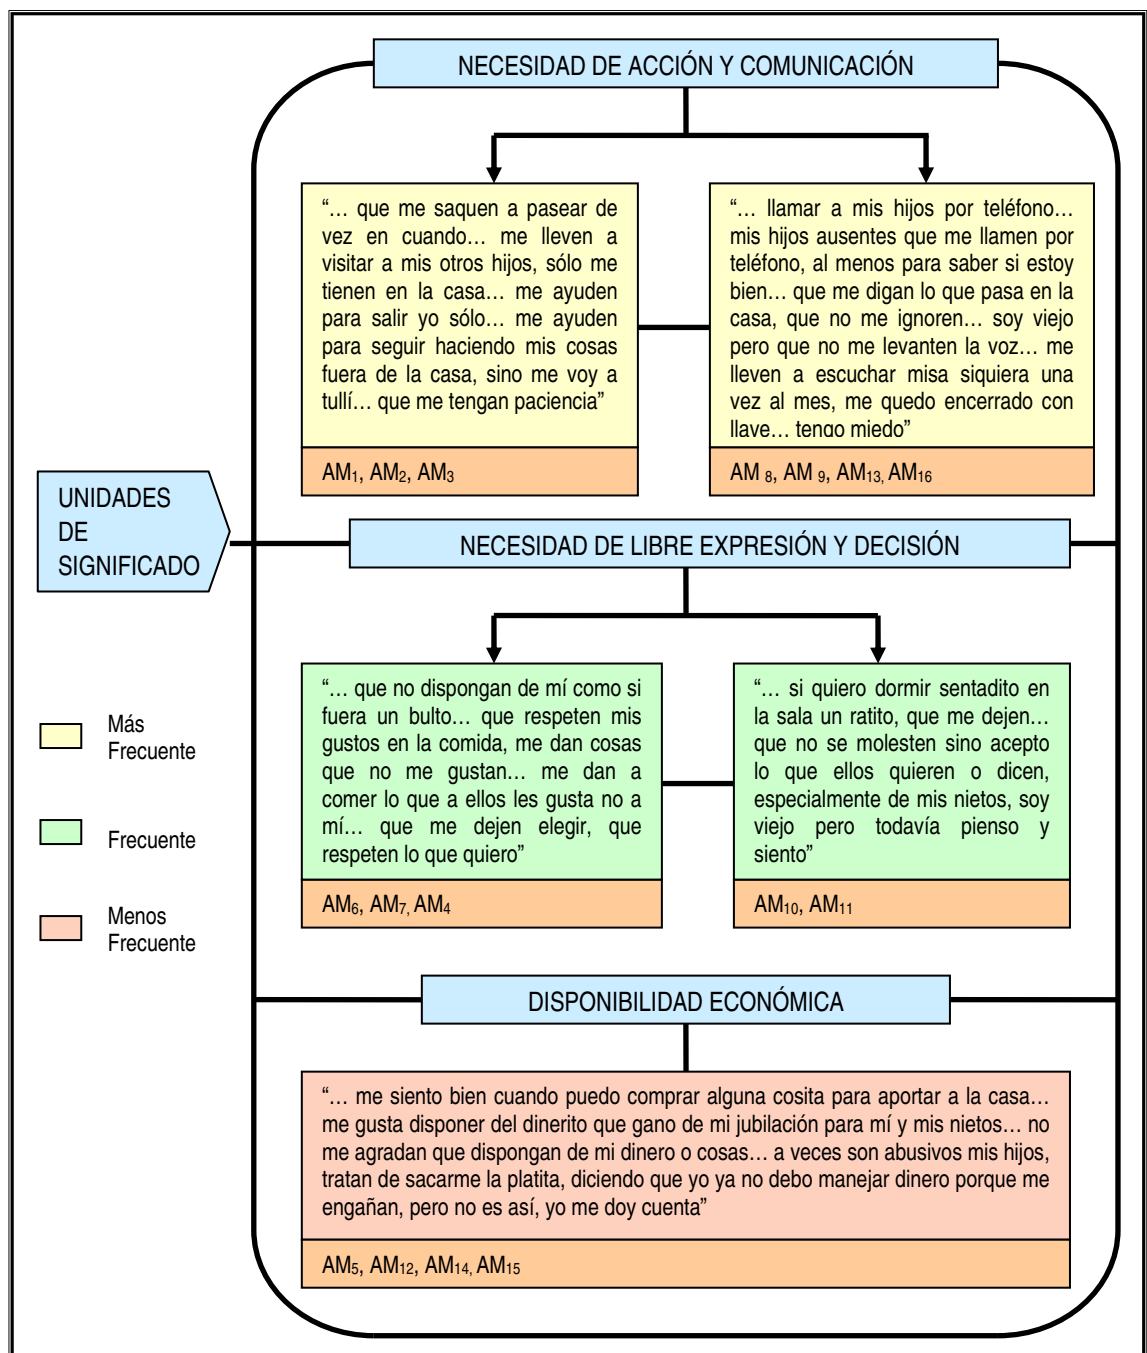 NECESIDAD DE ACCIÓN Y COMUNICACIÓN
“… que me saquen a pasear de
vez en cuando… me lleven a
visitar a mis otros hijos, sólo me
tienen en la casa… me ayuden
para salir yo sólo… me ayuden
para seguir haciendo mis cosas
fuera de la casa, sino me voy a
tullí… que me tengan paciencia”
AM1, AM2, AM3
“… llamar a mis hijos por teléfono…
mis hijos ausentes que me llamen por
teléfono, al menos para saber si estoy
bien… que me digan lo que pasa en la
casa, que no me ignoren… soy viejo
pero que no me levanten la voz… me
lleven a escuchar misa siquiera una
vez al mes, me quedo encerrado con
llave… tengo miedo”
AM 8, AM 9, AM13, AM16
UNIDADES
DE
SIGNIFICADO
NECESIDAD DE LIBRE EXPRESIÓN Y DECISIÓN
“… que no dispongan de mí como si
fuera un bulto… que respeten mis
gustos en la comida, me dan cosas
que no me gustan… me dan a
comer lo que a ellos les gusta no a
mí… que me dejen elegir, que
respeten lo que quiero”
AM6, AM7, AM4
“… si quiero dormir sentadito en
la sala un ratito, que me dejen…
que no se molesten sino acepto
lo que ellos quieren o dicen,
especialmente de mis nietos, soy
viejo pero todavía pienso y
siento”
AM10, AM11
Más
Frecuente
Frecuente
Menos
Frecuente
DISPONIBILIDAD ECONÓMICA
“… me siento bien cuando puedo comprar alguna cosita para aportar a la casa…
me gusta disponer del dinerito que gano de mi jubilación para mí y mis nietos… no
me agradan que dispongan de mi dinero o cosas… a veces son abusivos mis hijos,
tratan de sacarme la platita, diciendo que yo ya no debo manejar dinero porque me
engañan, pero no es así, yo me doy cuenta”
AM5, AM12, AM14, AM15